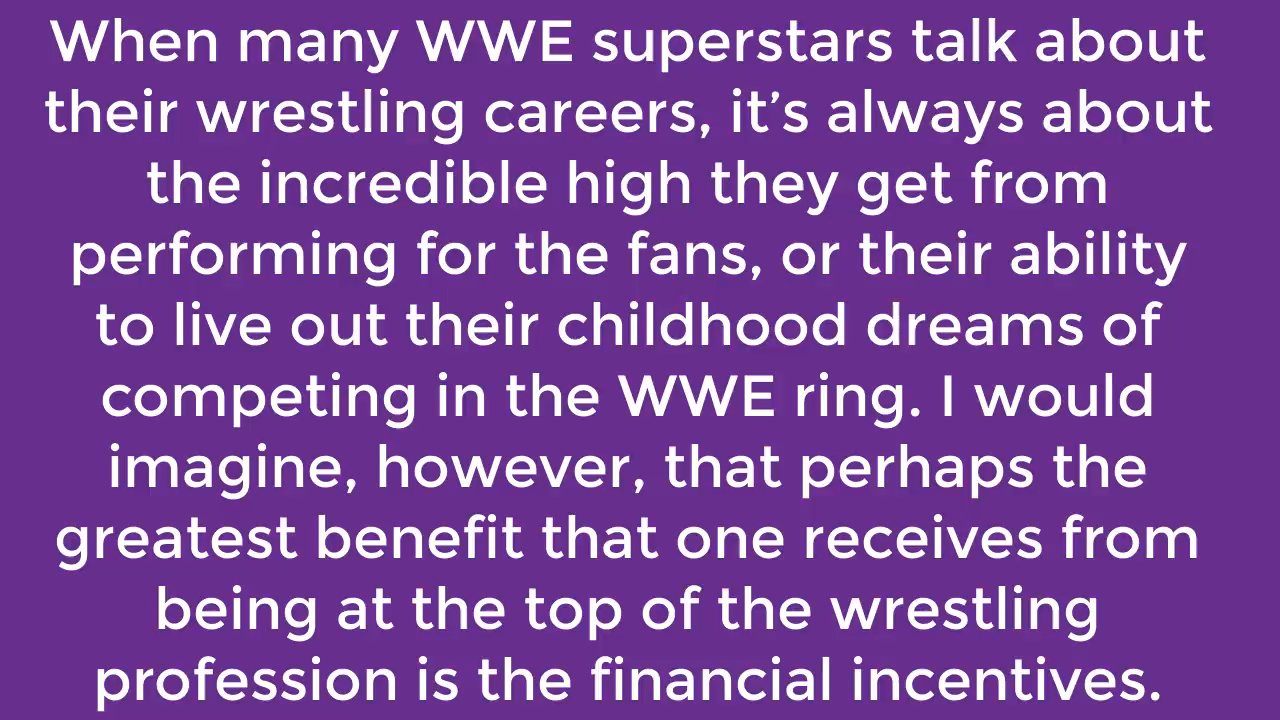 When many WWE superstars talk about
their wrestling careers, it’s always about
the incredible high they get from
performing for the fans, or their ability
to live out their childhood dreams of
competing in the WWE ring. I would
imagine, however, that perhaps the
greatest benefit that one receives from
being at the top of the wrestling
profession is the financial incentives.